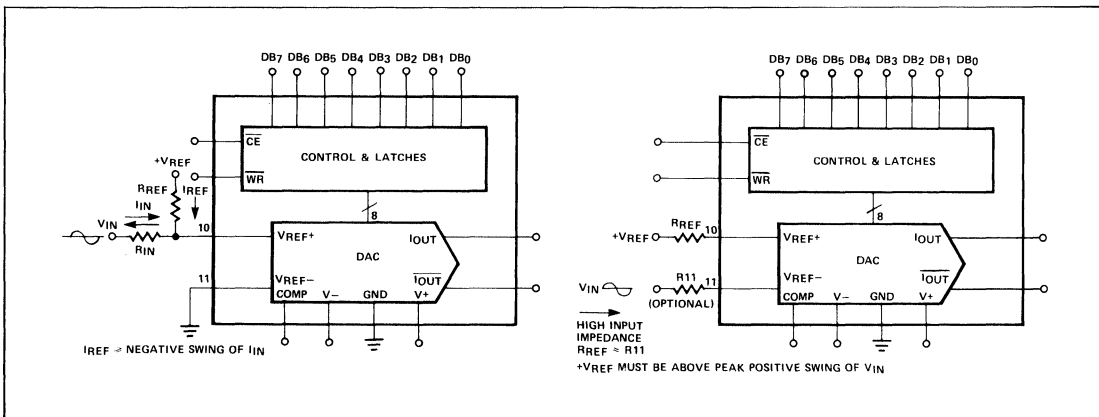 DB7 DB6 DB5 DB4 DB3 DB2 DB1 DB0
CE
CONTROL & LATCHES
+VREF
WR
RREF
IREF
IIN
8
VIN
10
VREF+
IOUT
RIN
DAC
11
VREF−
IOUT
COMP V− GND V+
IREF ≥ NEGATIVE SWING OF IIN
DB7 DB6 DB5 DB4 DB3 DB2 DB1 DB0
CE
CONTROL & LATCHES
WR
8
RREF
10
+VREF
VREF+
IOUT
DAC
R11
11
VREF−
IOUT
VIN
(OPTIONAL)
COMP V− GND V+
HIGH INPUT
IMPEDANCE
RREF ≈ R11
+VREF MUST BE ABOVE PEAK POSITIVE SWING OF VIN